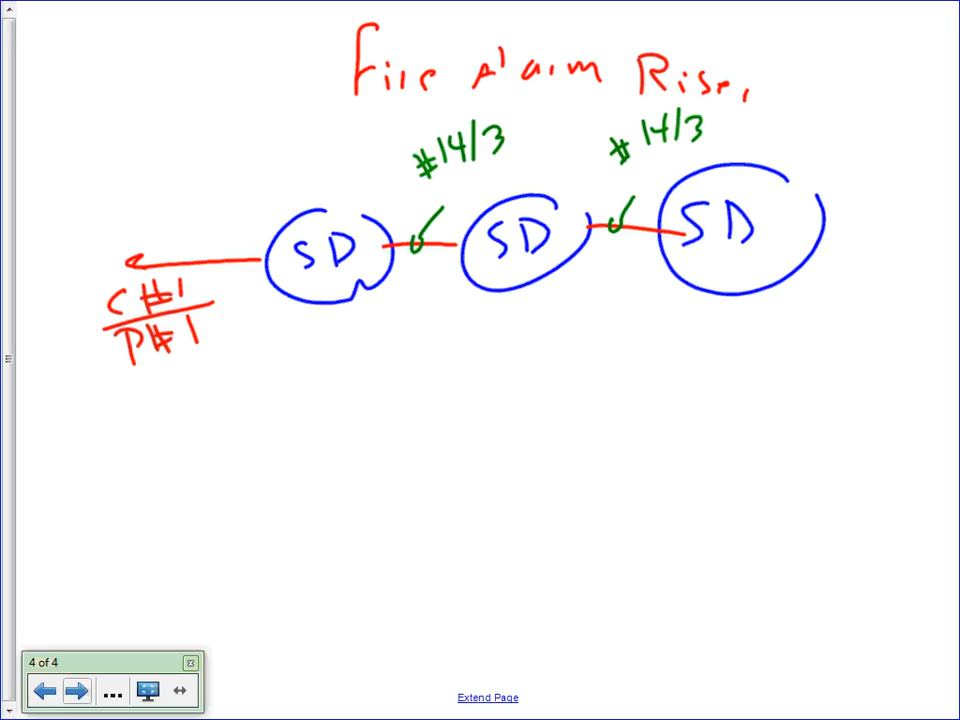 Fire Alarm Riser
#14/3 #14/3
SD SD SD
C#1
P#1
4 of 4
...
Extend Page